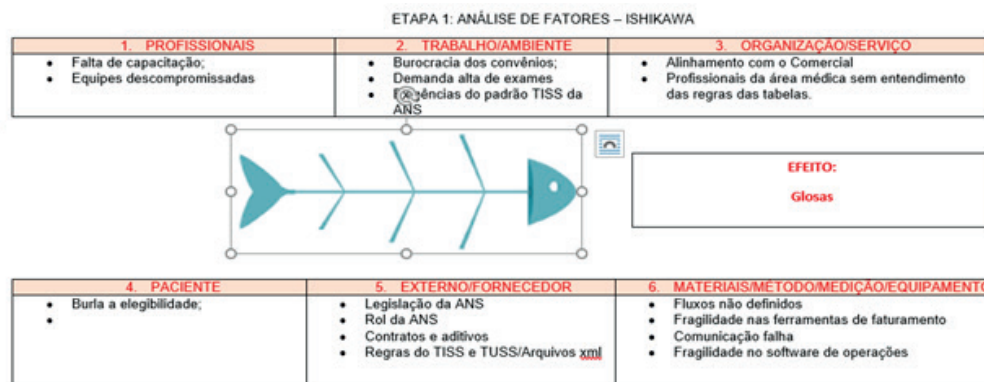 ETAPA 1: ANÁLISE DE FATORES – ISHIKAWA
1. PROFISSIONAIS
• Falta de capacitação;
• Equipes descompromissadas
2. TRABALHO/AMBIENTE
• Burocracia dos convênios;
• Demanda alta de exames
• Exigências do padrão TISS da
ANS
3. ORGANIZAÇÃO/SERVIÇO
• Alinhamento com o Comercial
• Profissionais da área médica sem entendimento
das regras das tabelas.
EFEITO:
Glosas
4. PACIENTE
• Burla a elegibilidade;
•
5. EXTERNO/FORNECEDOR
• Legislação da ANS
• Rol da ANS
• Contratos e aditivos
• Regras do TISS e TUSS/Arquivos xml
6. MATERIAIS/MÉTODO/MEDIÇÃO/EQUIPAMENTO
• Fluxos não definidos
• Fragilidade nas ferramentas de faturamento
• Comunicação falha
• Fragilidade no software de operações